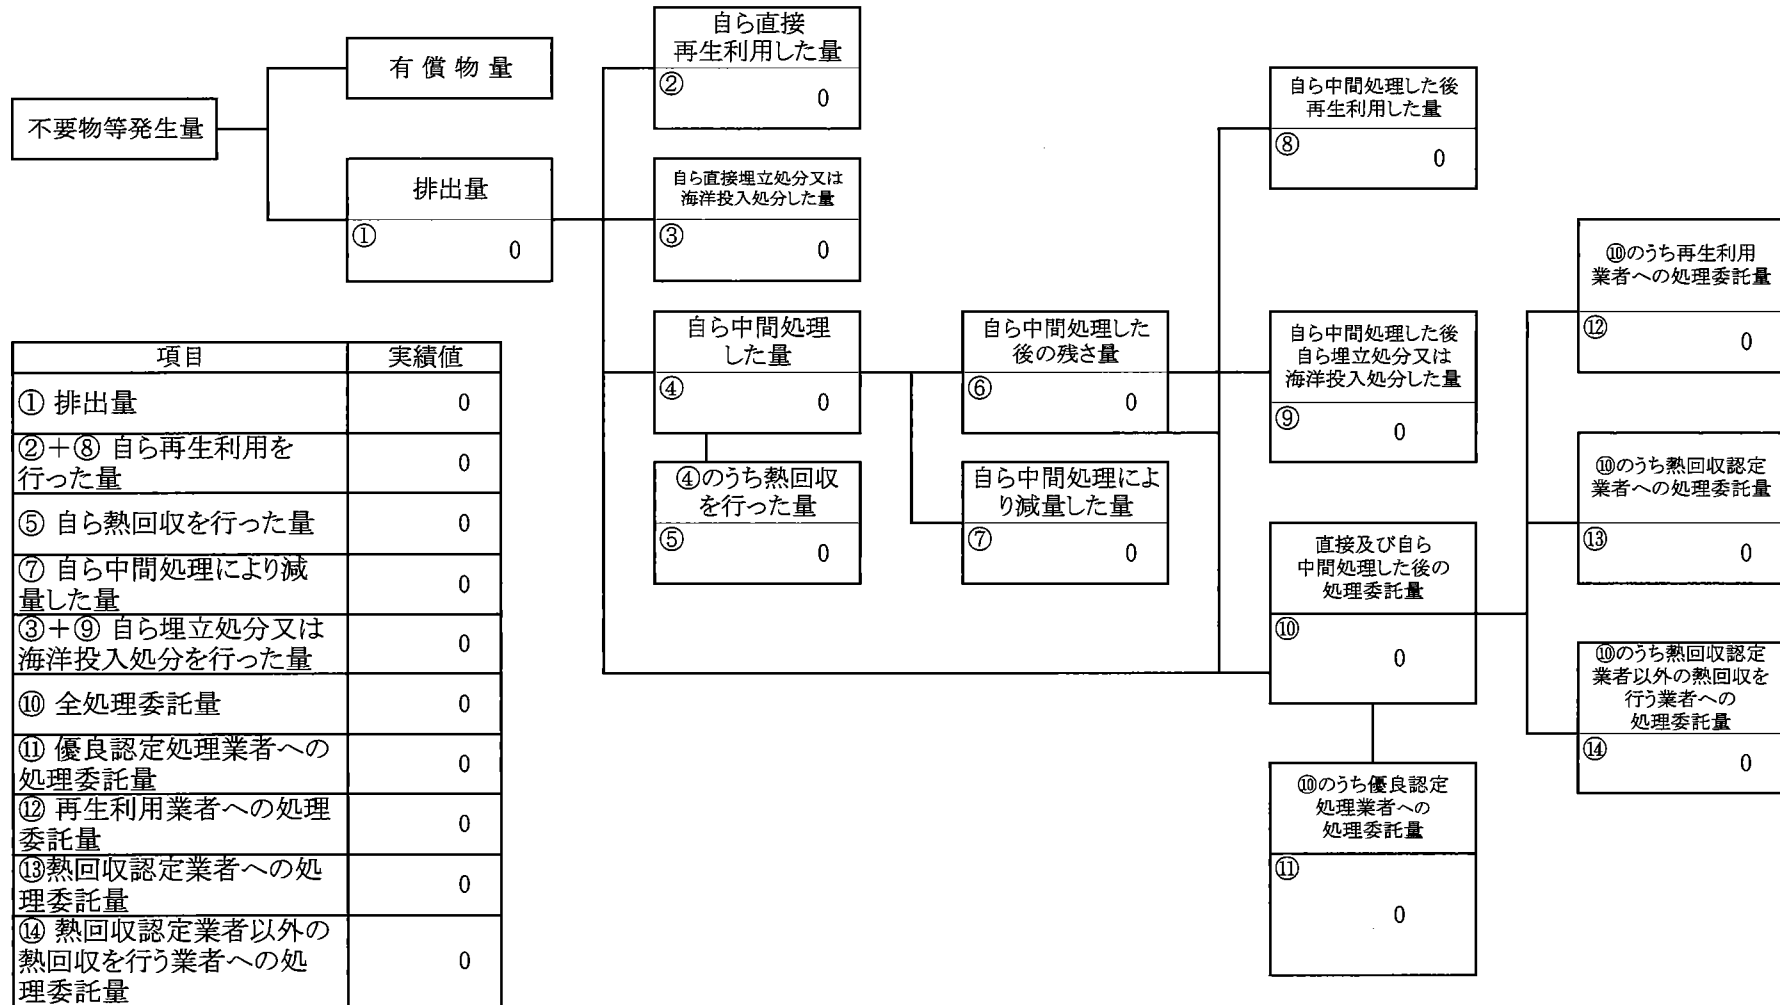 不要物等発生量
有償物量
排出量
①
0
自ら直接
再生利用した量
②
0
自ら直接埋立処分又は
海洋投入処分した量
③
0
自ら中間処理
した量
④
0
④のうち熱回収
を行った量
⑤
0
自ら中間処理した
後の残さ量
⑥
0
自ら中間処理によ
り減量した量
⑦
0
自ら中間処理した後
再生利用した量
⑧
0
自ら中間処理した後
自ら埋立処分又は
海洋投入処分した量
⑨
0
直接及び自ら
中間処理した後の
処理委託量
⑩
0
⑩のうち優良認定
処理業者への
処理委託量
⑪
0
⑩のうち再生利用
業者への処理委託量
⑫
0
⑩のうち熱回収認定
業者への処理委託量
⑬
0
⑩のうち熱回収認定
業者以外の熱回収を
行う業者への
処理委託量
⑭
0
項目 実績値
① 排出量 0
②+⑧ 自ら再生利用を
行った量 0
⑤ 自ら熱回収を行った量 0
⑦ 自ら中間処理により減
量した量 0
③+⑨ 自ら埋立処分又は
海洋投入処分を行った量 0
⑩ 全処理委託量 0
⑪ 優良認定処理業者への
処理委託量 0
⑫ 再生利用業者への処理
委託量 0
⑬熱回収認定業者への処
理委託量 0
⑭ 熱回収認定業者以外の
熱回収を行う業者への処
理委託量 0